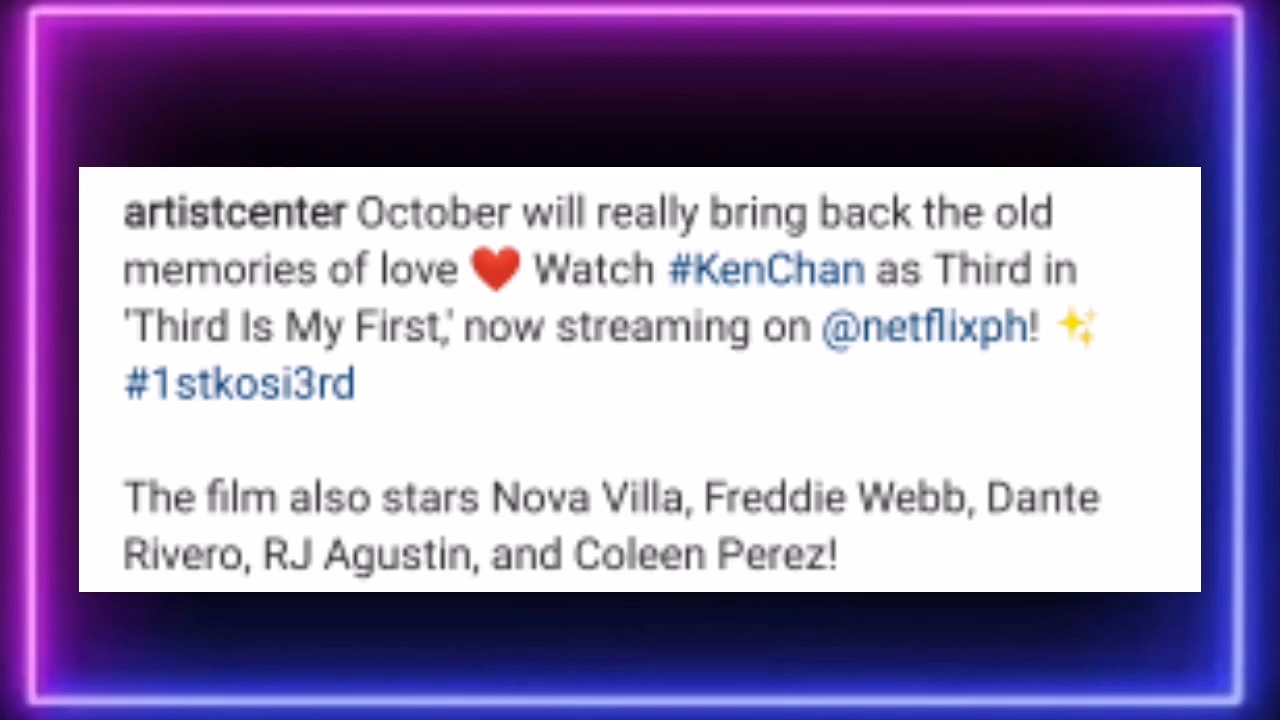 artistcenter October will really bring back the old
memories of love ❤️ Watch #KenChan as Third in
'Third Is My First,' now streaming on @netflixph! ✨
#1stkosi3rd
The film also stars Nova Villa, Freddie Webb, Dante
Rivero, RJ Agustin, and Coleen Perez!